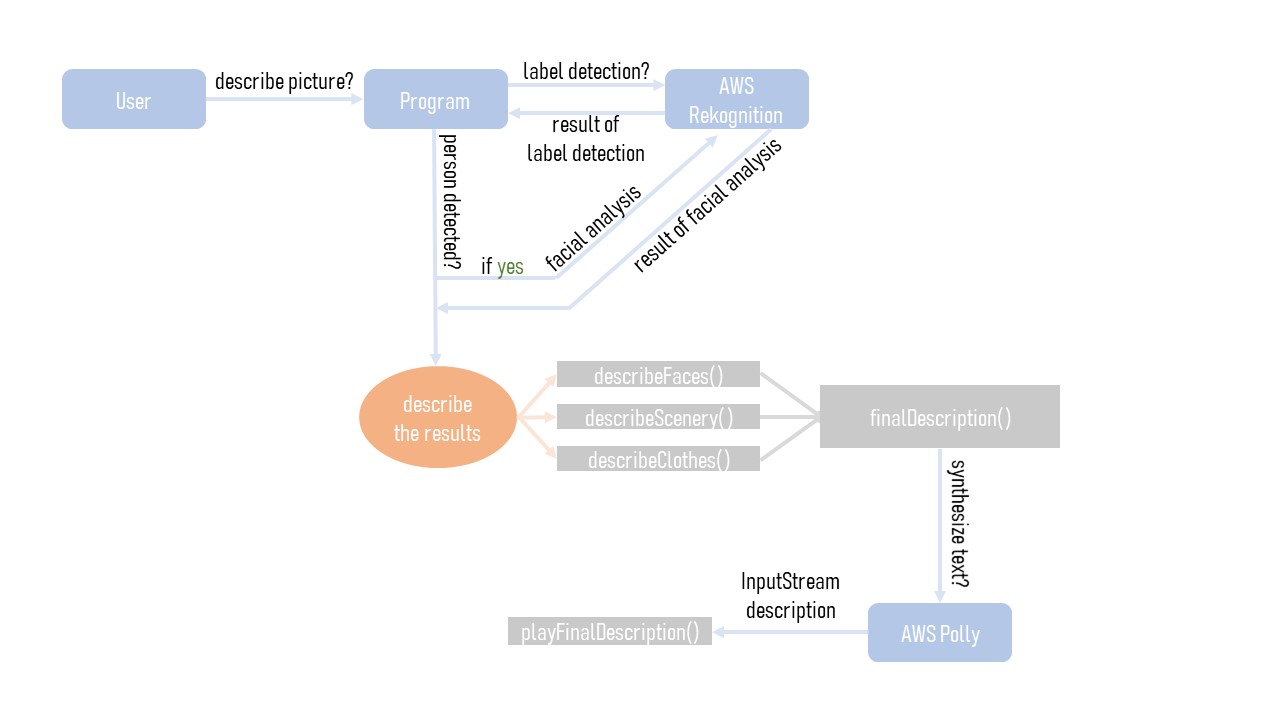 User
describe picture?
Program
label detection?
AWS
Rekognition
result of
label detection
person detected?
if yes
facial analysis
result of facial analysis
describe
the results
describeFaces()
describeScenery()
describeClothes()
finalDescription()
synthesize text?
InputStream
description
playFinalDescription()
AWS Polly